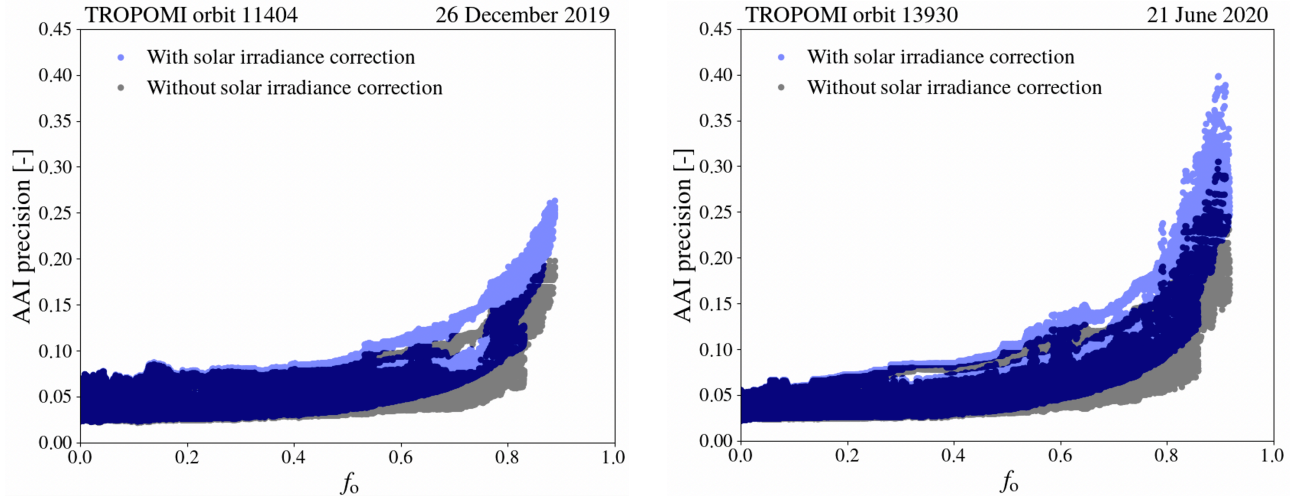 TROPOMI orbit 11404 26 December 2019
With solar irradiance correction
Without solar irradiance correction
AAI precision [-]
0.45
0.40
0.35
0.30
0.25
0.20
0.15
0.10
0.05
0.00
0.0 0.2 0.4 0.6 0.8 1.0
fo
TROPOMI orbit 13930 21 June 2020
With solar irradiance correction
Without solar irradiance correction
AAI precision [-]
0.45
0.40
0.35
0.30
0.25
0.20
0.15
0.10
0.05
0.00
0.0 0.2 0.4 0.6 0.8 1.0
fo